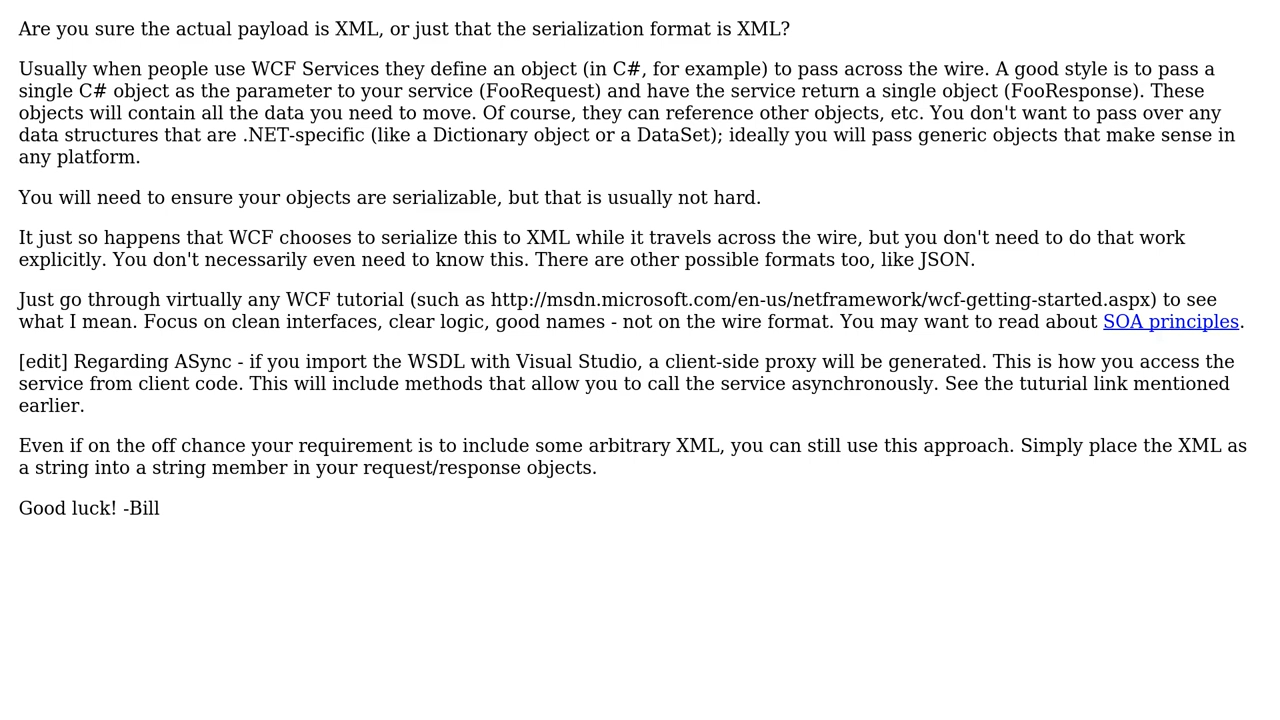 Are you sure the actual payload is XML, or just that the serialization format is XML?
Usually when people use WCF Services they define an object (in C#, for example) to pass across the wire. A good style is to pass a
single C# object as the parameter to your service (FooRequest) and have the service return a single object (FooResponse). These
objects will contain all the data you need to move. Of course, they can reference other objects, etc. You don't want to pass over any
data structures that are .NET-specific (like a Dictionary object or a DataSet); ideally you will pass generic objects that make sense in
any platform.
You will need to ensure your objects are serializable, but that is usually not hard.
It just so happens that WCF chooses to serialize this to XML while it travels across the wire, but you don't need to do that work
explicitly. You don't necessarily even need to know this. There are other possible formats too, like JSON.
Just go through virtually any WCF tutorial (such as http://msdn.microsoft.com/en-us/netframework/wcf-getting-started.aspx) to see
what I mean. Focus on clean interfaces, clear logic, good names - not on the wire format. You may want to read about SOA principles.
[edit] Regarding ASync - if you import the WSDL with Visual Studio, a client-side proxy will be generated. This is how you access the
service from client code. This will include methods that allow you to call the service asynchronously. See the tuturial link mentioned
earlier.
Even if on the off chance your requirement is to include some arbitrary XML, you can still use this approach. Simply place the XML as
a string into a string member in your request/response objects.
Good luck! -Bill